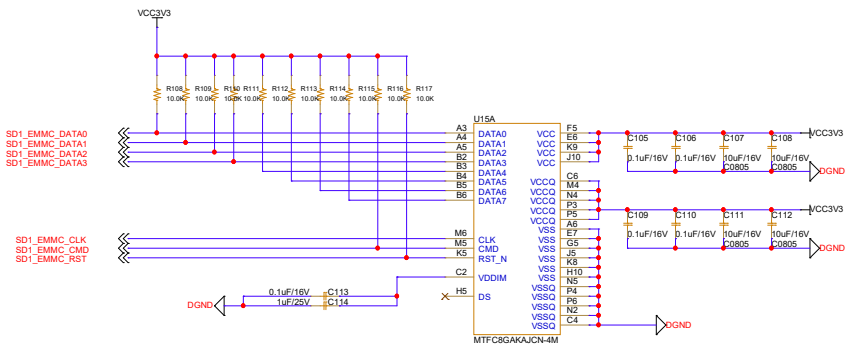 VCC3V3
R108 R109 R110 R111 R112 R113 R114 R115 R116 R117
10.0K 10.0K 10.0K 10.0K 10.0K 10.0K 10.0K 10.0K 10.0K 10.0K
U15A
SD1_EMMC_DATA0 A3 DATA0 VCC F5 VCC3V3
SD1_EMMC_DATA1 A4 DATA1 VCC E6 C105 C106 C107 C108
SD1_EMMC_DATA2 A5 DATA2 VCC K9 0.1uF/16V 0.1uF/16V 10uF/16V 10uF/16V
SD1_EMMC_DATA3 B2 DATA3 VCC J10 C0805 C0805 DGND
B3 DATA4
B4 DATA5 VCCQ C6
B5 DATA6 VCCQ M4
B6 DATA7 VCCQ N4
VCCQ P3 VCC3V3
VCCQ P5 C109 C110 C111 C112
VSS A6 0.1uF/16V 0.1uF/16V 10uF/16V 10uF/16V
SD1_EMMC_CLK M6 CLK VSS E7
SD1_EMMC_CMD M5 CMD VSS G5 C0805 C0805 DGND
SD1_EMMC_RST K5 RST_N VSS J5
VSS K8
C2 VDDIM VSS H10
VSSQ N5
0.1uF/16V C113 H5 DS VSSQ P4
DGND 1uF/25V C114 VSSQ P6
VSSQ N2
VSSQ C4 DGND
MTFC8GAKAJCN-4M